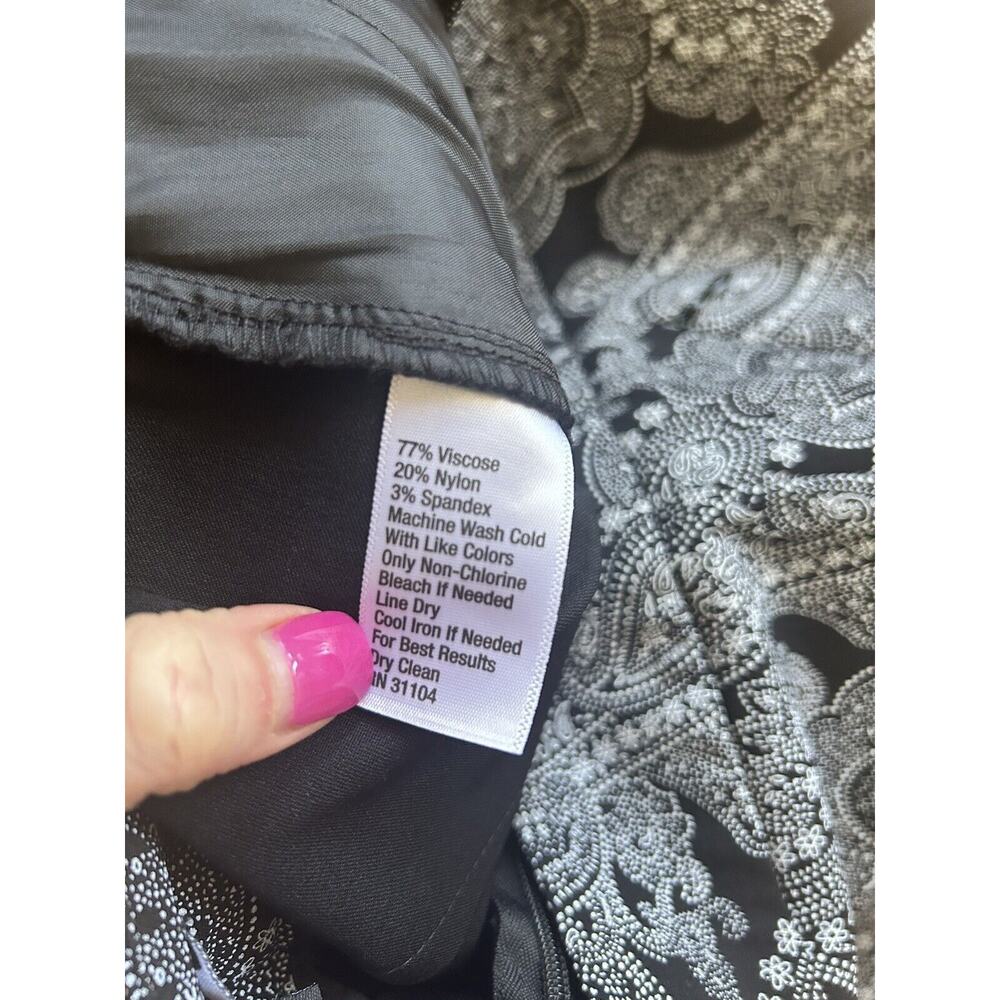 77% Viscose
20% Nylon
3% Spandex
Machine Wash Cold
With Like Colors
Only Non-Chlorine
Bleach If Needed
Line Dry
Cool Iron If Needed
For Best Results
Dry Clean
RN 31104